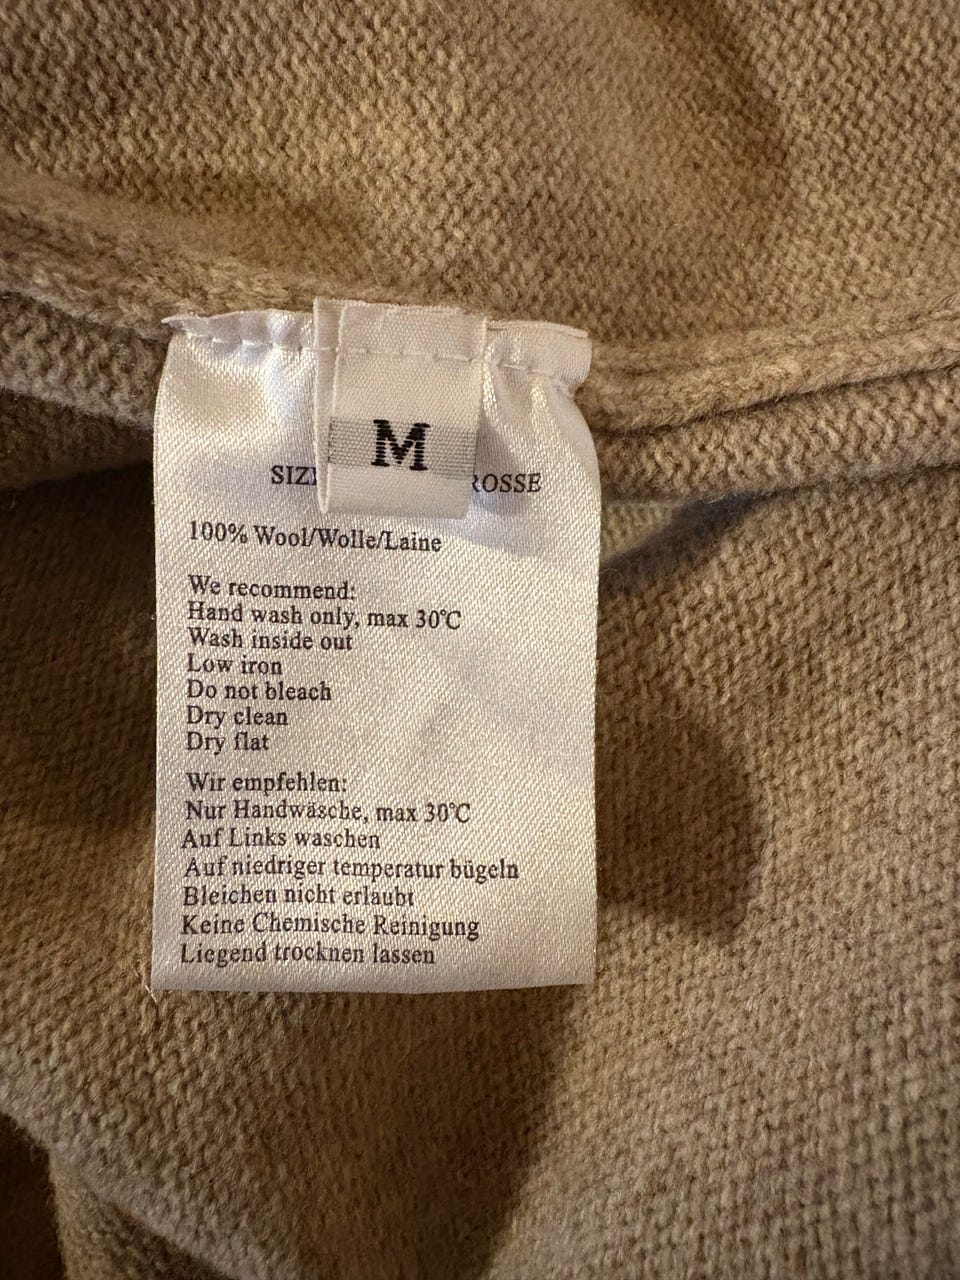 M
SIZ ROSSE
100% Wool/Wolle/Laine
We recommend:
Hand wash only, max 30℃
Wash inside out
Low iron
Do not bleach
Dry clean
Dry flat
Wir empfehlen:
Nur Handwäsche, max 30℃
Auf Links waschen
Auf niedriger temperatur bügeln
Bleichen nicht erlaubt
Keine Chemische Reinigung
Liegend trocknen lassen